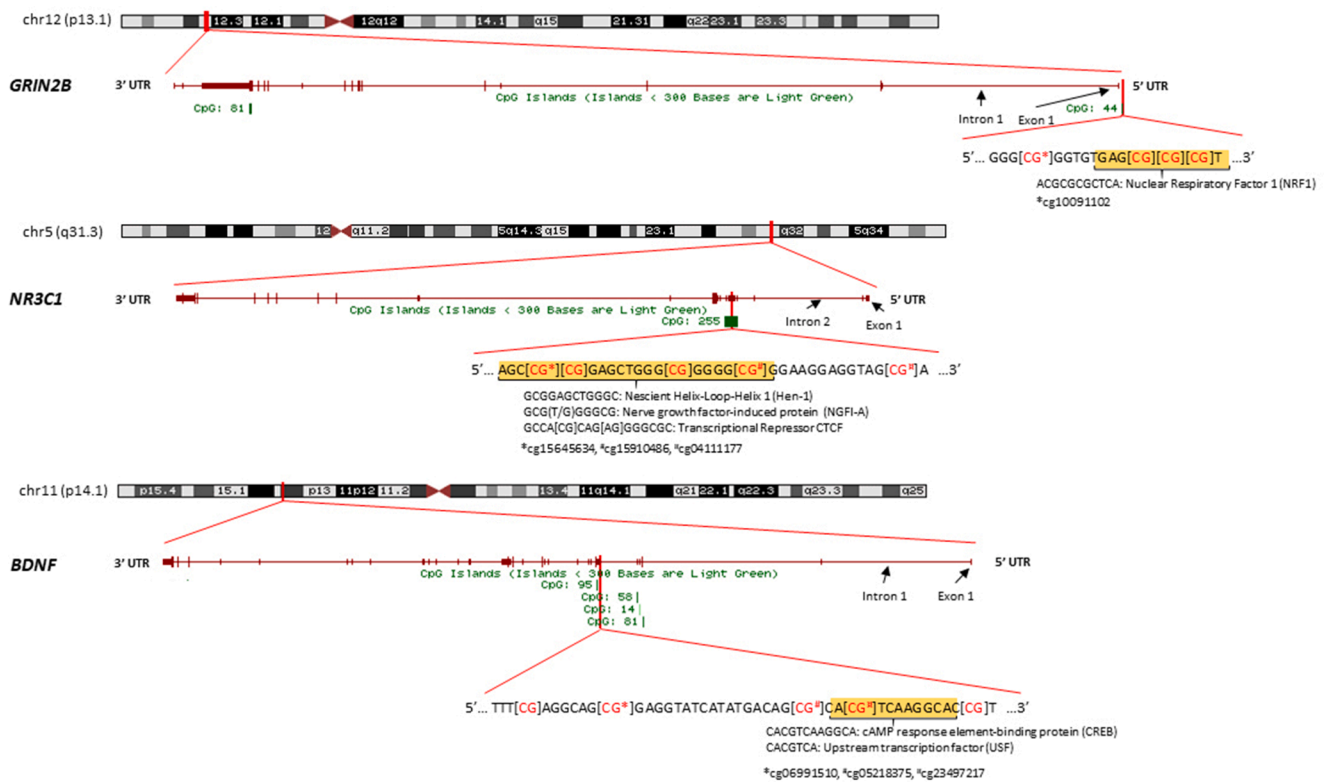 chr12 (p13.1) 12.3 12.1 12q12 14.1 q15 21.31 q22 23.1 23.3
GRIN2B 3’ UTR 5’ UTR
CpG Islands (Islands < 300 Bases are Light Green)
CpG: 81 CpG: 44
Intron 1 Exon 1
5’... GGG[CG*]GGTGTGAG[CG][CG][CG]T ...3’
ACGCGCGCTCA: Nuclear Respiratory Factor 1 (NRF1)
*cg10091102
chr5 (q31.3) 12 q11.2 5q14.3 q15 23.1 q32 5q34
NR3C1 3’ UTR 5’ UTR
CpG Islands (Islands < 300 Bases are Light Green)
CpG: 255 Intron 2 Exon 1
5’... AGC[CG*][CG]GAGCTGGG[CG]GGGG[CG#]GGAAGGAGGTAG[CG¤]A ...3’
GCGGAGCTGGGC: Nescient Helix-Loop-Helix 1 (Hen-1)
GCG(T/G)GGGCG: Nerve growth factor-induced protein (NGFI-A)
GCCA[CG]CAG[AG]GGGCGC: Transcriptional Repressor CTCF
*cg15645634, #cg15910486, ¤cg04111177
chr11 (p14.1) p15.4 15.1 p13 11p12 11.2 13.4 11q14.1 q21 22.1 q22.3 q23.3 q25
BDNF 3’ UTR 5’ UTR
CpG Islands (Islands < 300 Bases are Light Green)
CpG: 95
CpG: 58
CpG: 14
CpG: 81
Intron 1 Exon 1
5’... TTT[CG]AGGCAG[CG*]GAGGTATCATATGACAG[CG#]CA[CG¤]TCAAGGCAC[CG]T ...3’
CACGTCAAGGCA: cAMP response element-binding protein (CREB)
CACGTCA: Upstream transcription factor (USF)
*cg06991510, #cg05218375, ¤cg23497217